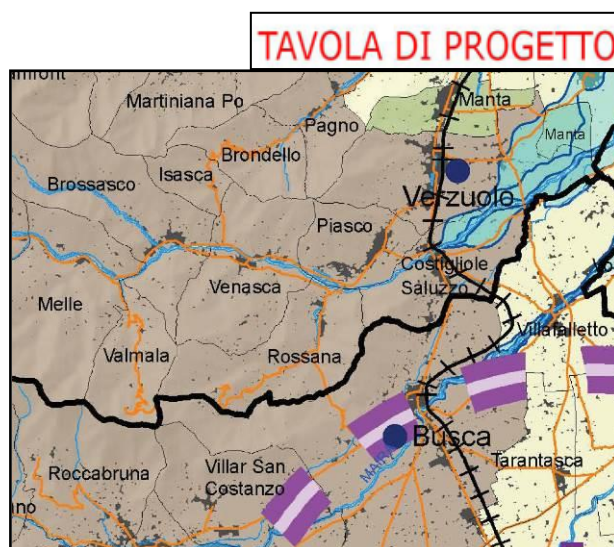 TAVOLA DI PROGETTO
Martiniana Po
Manta
Pagno
Manta
Brondello
Isasca
Brossasco
Verzuolo
Piasco
Costigliole
Saluzzo
Venasca
Melle
Villafalletto
Valmala
Rossana
Busca
Tarantasca
Roccabruna
Villar San
Costanzo